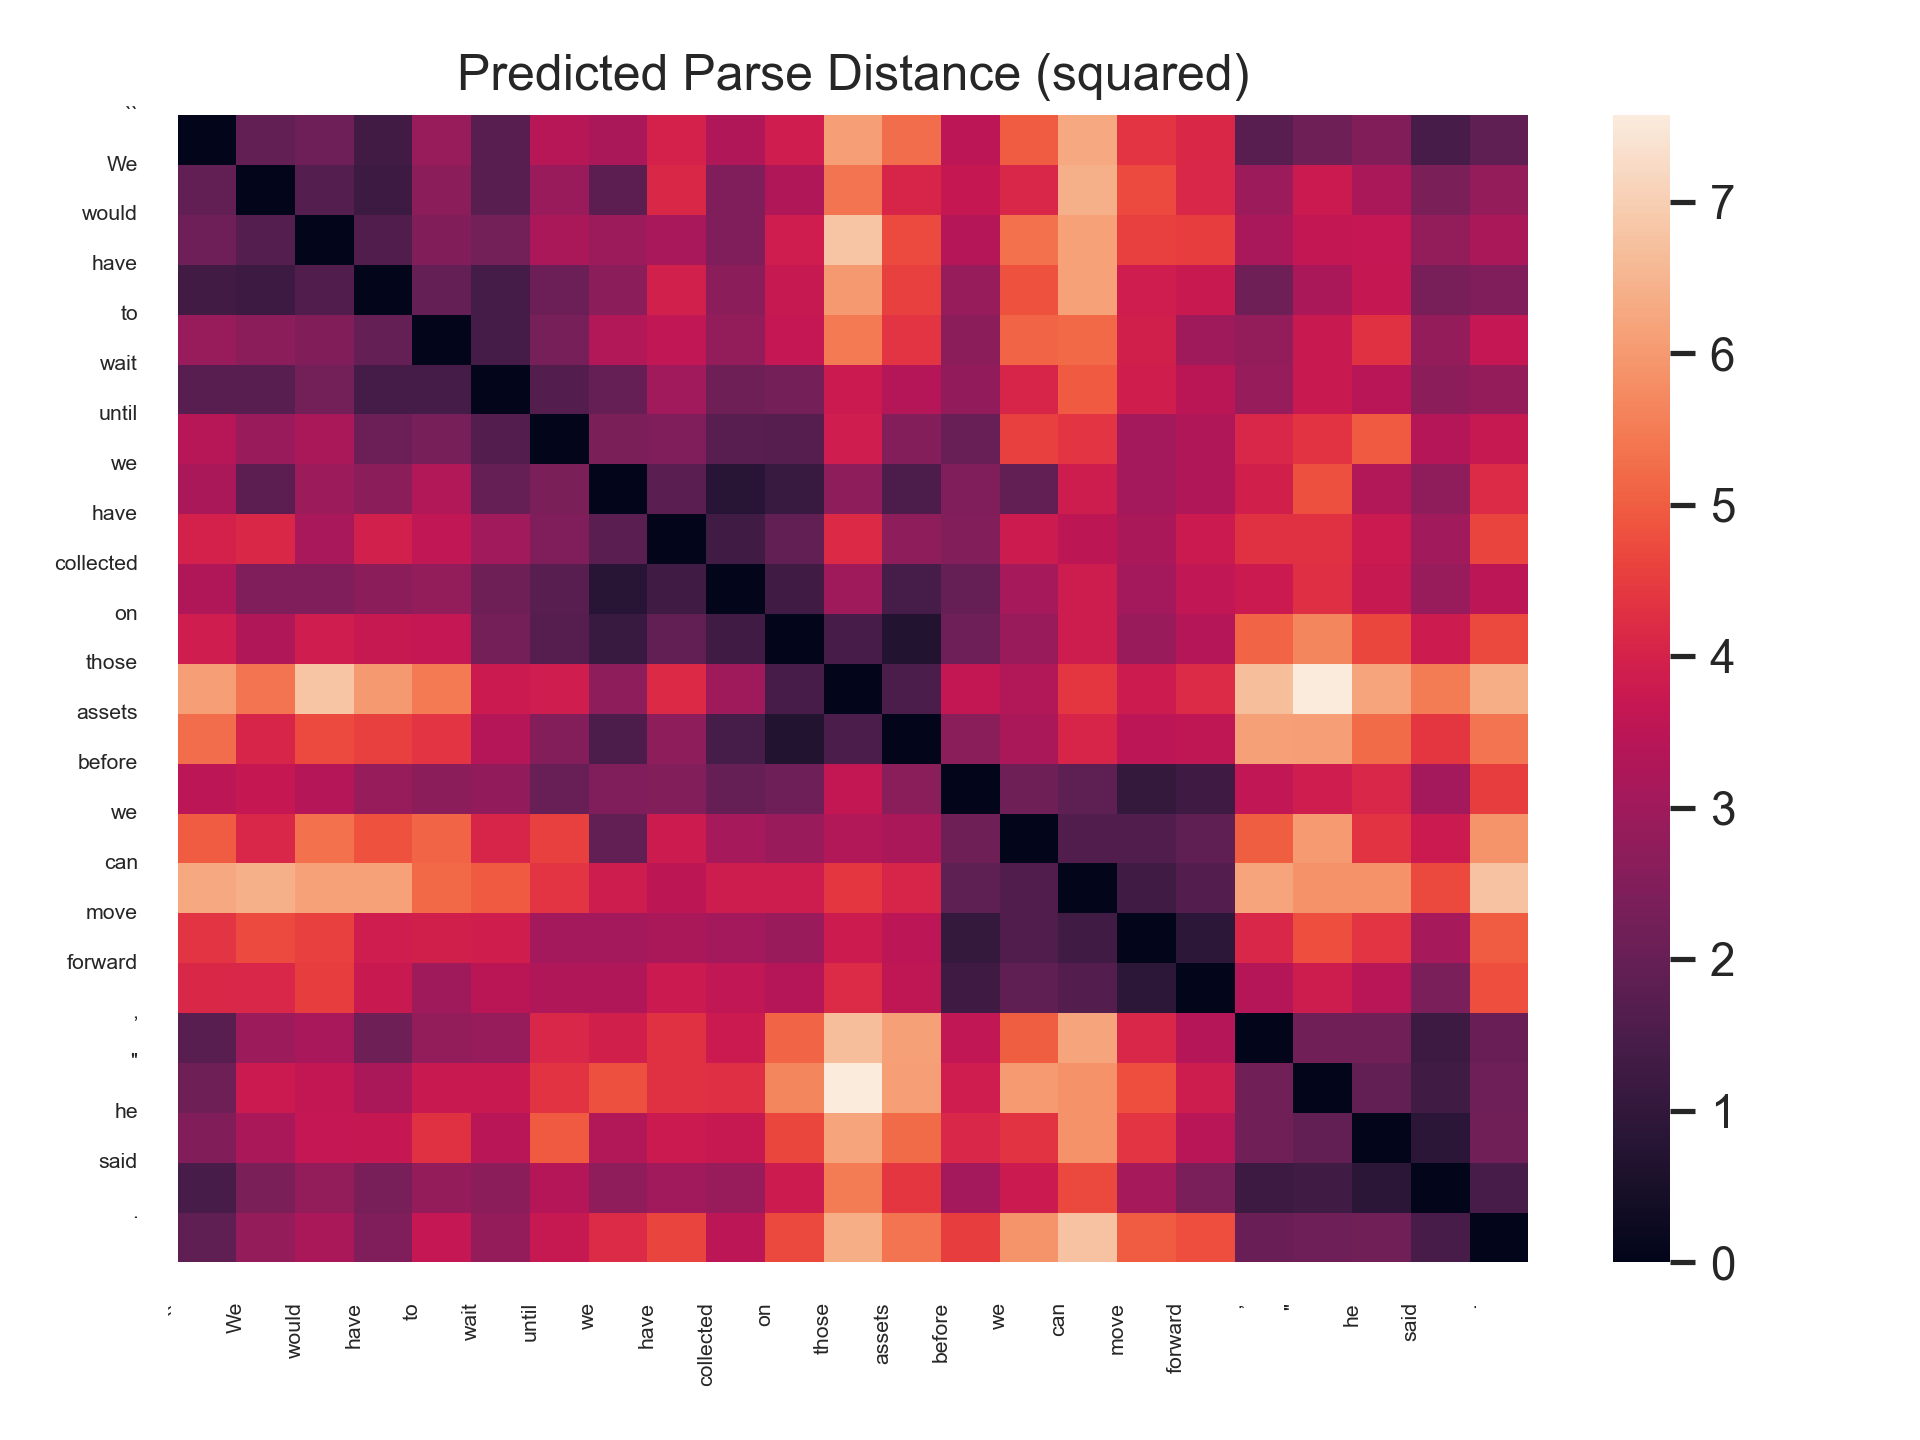 Predicted Parse Distance (squared)
``
We
would
have
to
wait
until
we
have
collected
on
those
assets
before
we
can
move
forward
,
"
he
said
.
7
6
5
4
3
2
1
0
`` We would have to wait until we have collected on those assets before we can move forward , " he said .